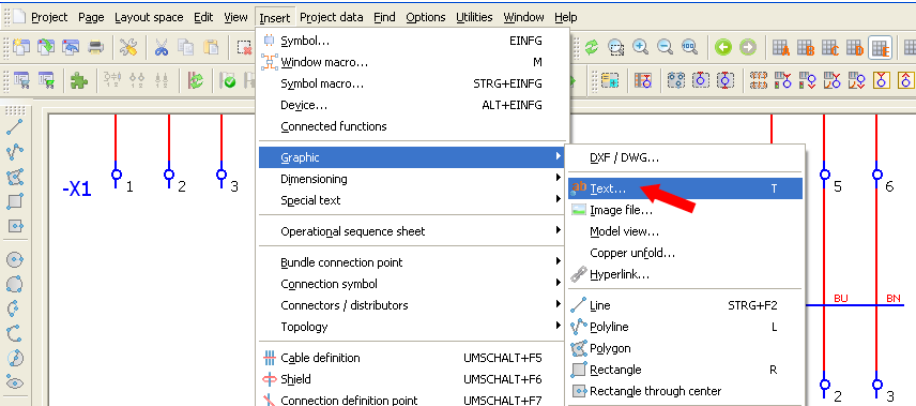 Project Page Layout space Edit View Insert Project data Find Options Utilities Window Help
Symbol... EINFG
Window macro... M
Symbol macro... STRG+EINFG
Device... ALT+EINFG
Connected functions
Graphic
Dimensioning
Special text
Operational sequence sheet
Bundle connection point
Connection symbol
Connectors / distributors
Topology
Cable definition UMSCHALT+F5
Shield UMSCHALT+F6
Connection definition point UMSCHALT+F7
DXF / DWG...
Text... T
Image file...
Model view...
Copper unfold...
Hyperlink...
Line STRG+F2
Polyline L
Polygon
Rectangle R
Rectangle through center
-X1 1 2 3 5 6
BU BN
2 3